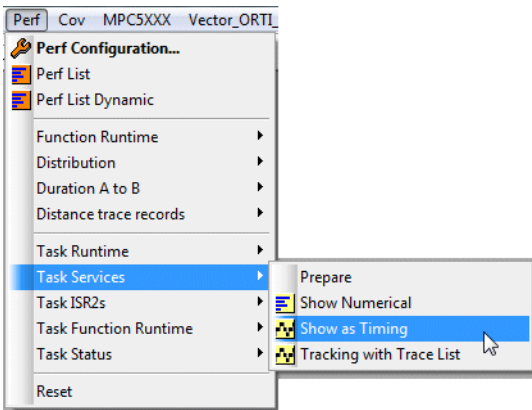 Perf Cov MPC5XXX Vector_ORTI_
Perf Configuration...
Perf List
Perf List Dynamic
Function Runtime
Distribution
Duration A to B
Distance trace records
Task Runtime
Task Services
Task ISR2s
Task Function Runtime
Task Status
Reset
Prepare
Show Numerical
Show as Timing
Tracking with Trace List